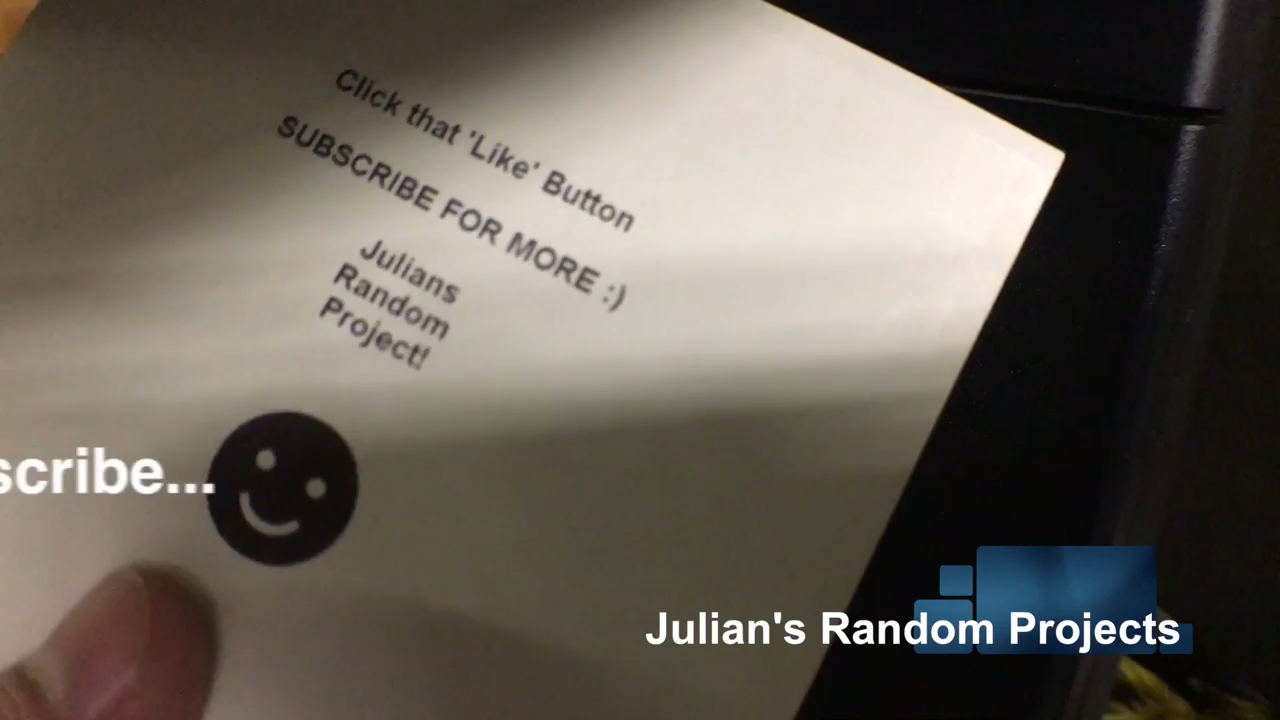 Click that 'Like' Button
SUBSCRIBE FOR MORE :)
Julians
Random
Project!
scribe...
Julian's Random Projects